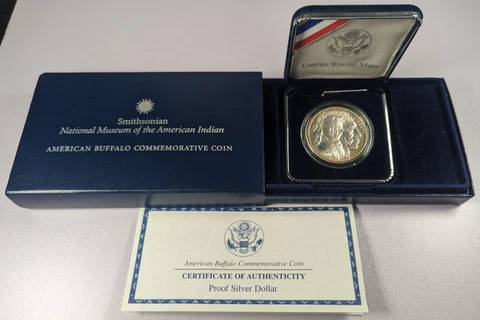 Smithsonian
National Museum of the American Indian
AMERICAN BUFFALO COMMEMORATIVE COIN
UNITED STATES MINT
American Buffalo Commemorative Coin
CERTIFICATE OF AUTHENTICITY
Proof Silver Dollar